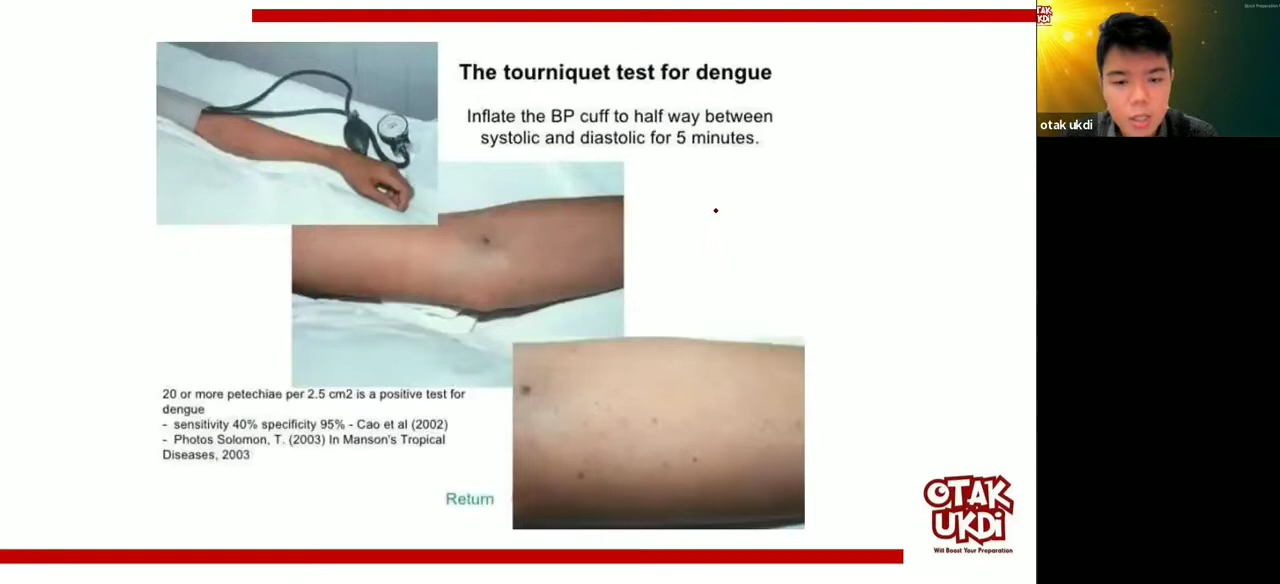 The tourniquet test for dengue
Inflate the BP cuff to half way between
systolic and diastolic for 5 minutes.
20 or more petechiae per 2.5 cm2 is a positive test for
dengue
- sensitivity 40% specificity 95% - Cao et al (2002)
- Photos Solomon, T. (2003) In Manson's Tropical
Diseases, 2003
Return
OTAK
UKDi
Will Boost Your Preparation
TAK
KDi
otak ukdi